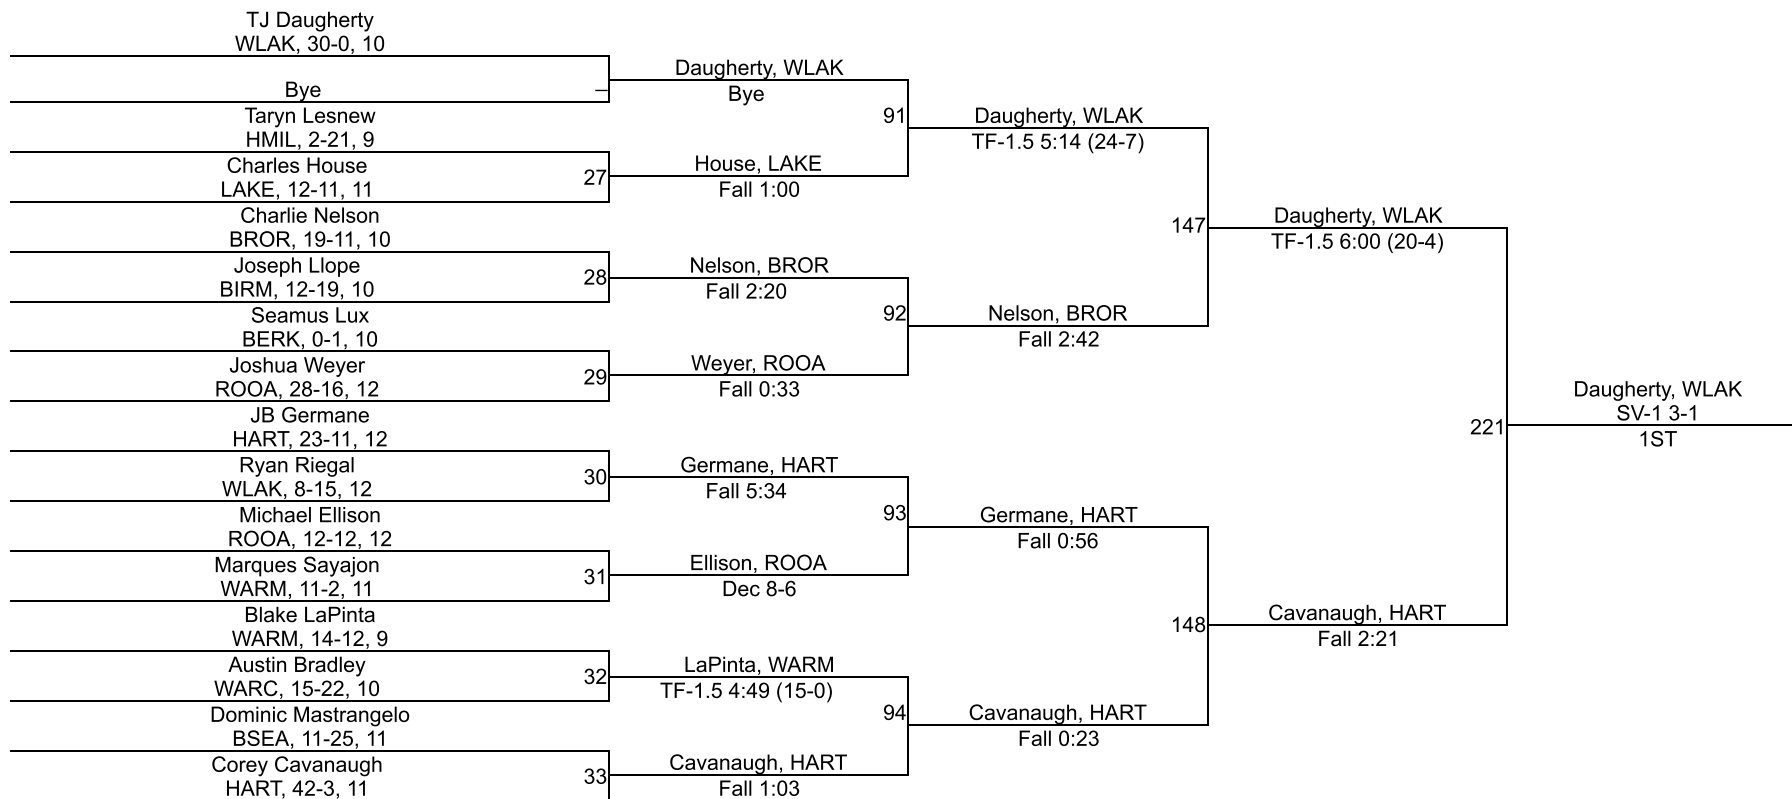 TJ Daugherty
WLAK, 30-0, 10
Bye
–
Taryn Lesnew
HMIL, 2-21, 9
Charles House
LAKE, 12-11, 11
27
Charlie Nelson
BROR, 19-11, 10
Joseph Llope
BIRM, 12-19, 10
28
Seamus Lux
BERK, 0-1, 10
Joshua Weyer
ROOA, 28-16, 12
29
JB Germane
HART, 23-11, 12
Ryan Riegal
WLAK, 8-15, 12
30
Michael Ellison
ROOA, 12-12, 12
Marques Sayajon
WARM, 11-2, 11
31
Blake LaPinta
WARM, 14-12, 9
Austin Bradley
WARC, 15-22, 10
32
Dominic Mastrangelo
BSEA, 11-25, 11
Corey Cavanaugh
HART, 42-3, 11
33
Daugherty, WLAK
Bye
91
House, LAKE
Fall 1:00
Nelson, BROR
Fall 2:20
92
Weyer, ROOA
Fall 0:33
Germane, HART
Fall 5:34
93
Ellison, ROOA
Dec 8-6
LaPinta, WARM
TF-1.5 4:49 (15-0)
94
Cavanaugh, HART
Fall 1:03
Daugherty, WLAK
TF-1.5 5:14 (24-7)
147
Nelson, BROR
Fall 2:42
Germane, HART
Fall 0:56
148
Cavanaugh, HART
Fall 0:23
Daugherty, WLAK
TF-1.5 6:00 (20-4)
221
Cavanaugh, HART
Fall 2:21
Daugherty, WLAK
SV-1 3-1
1ST